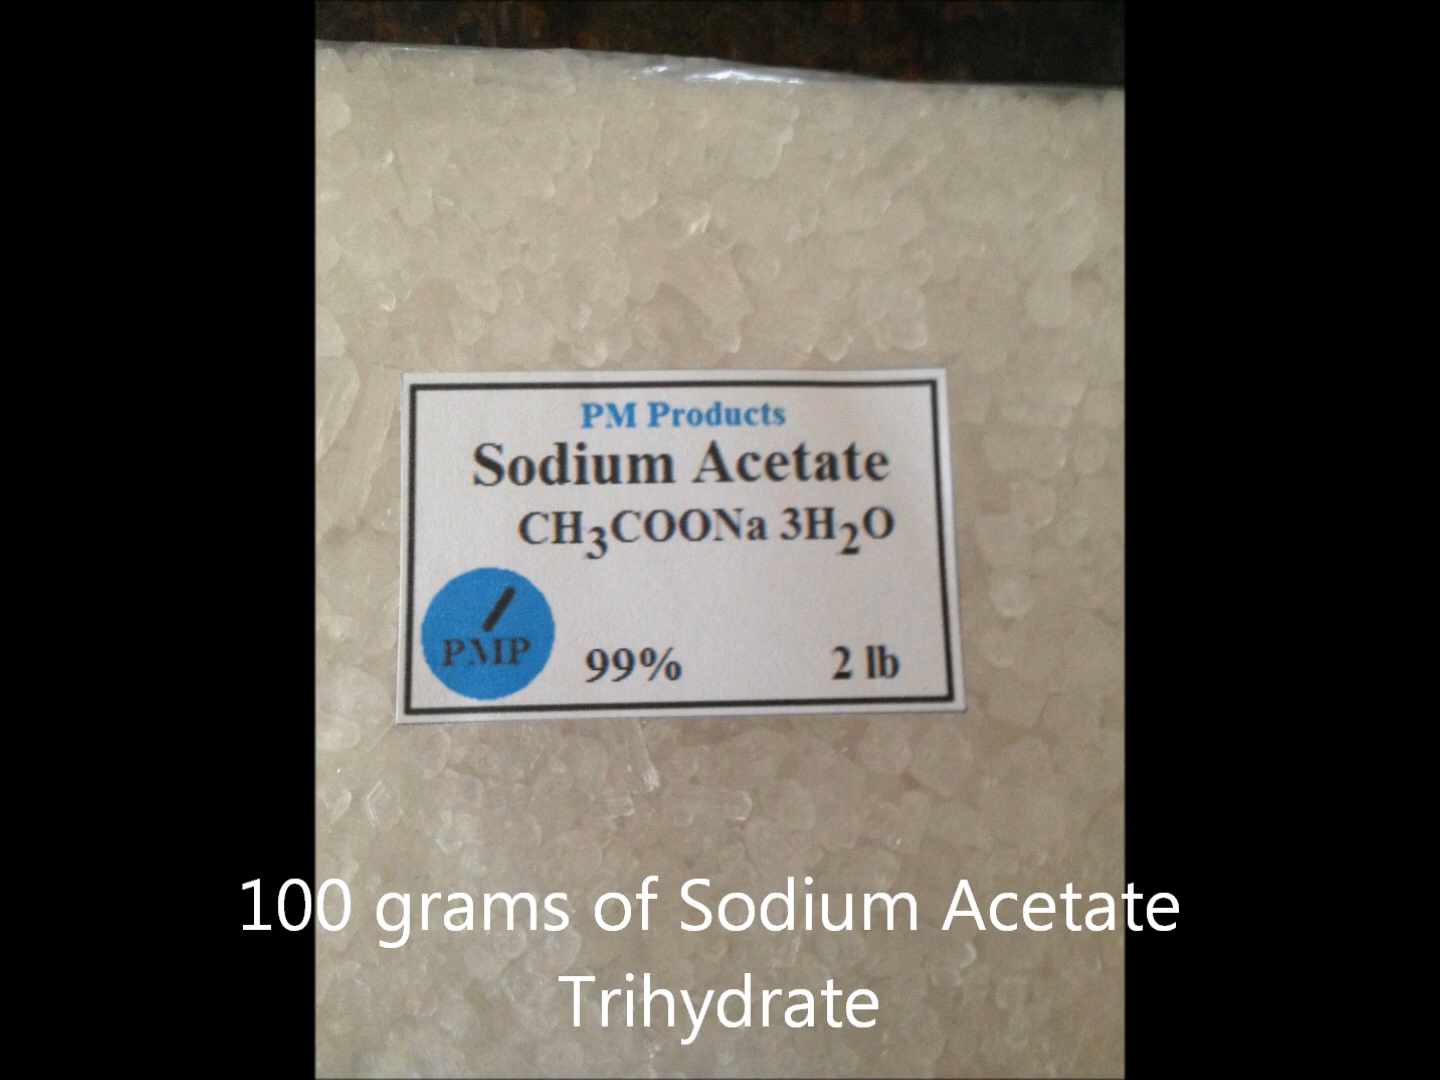 PM Products
Sodium Acetate
CH₃COONa 3H₂O
PMP
99% 2 lb
100 grams of Sodium Acetate
Trihydrate